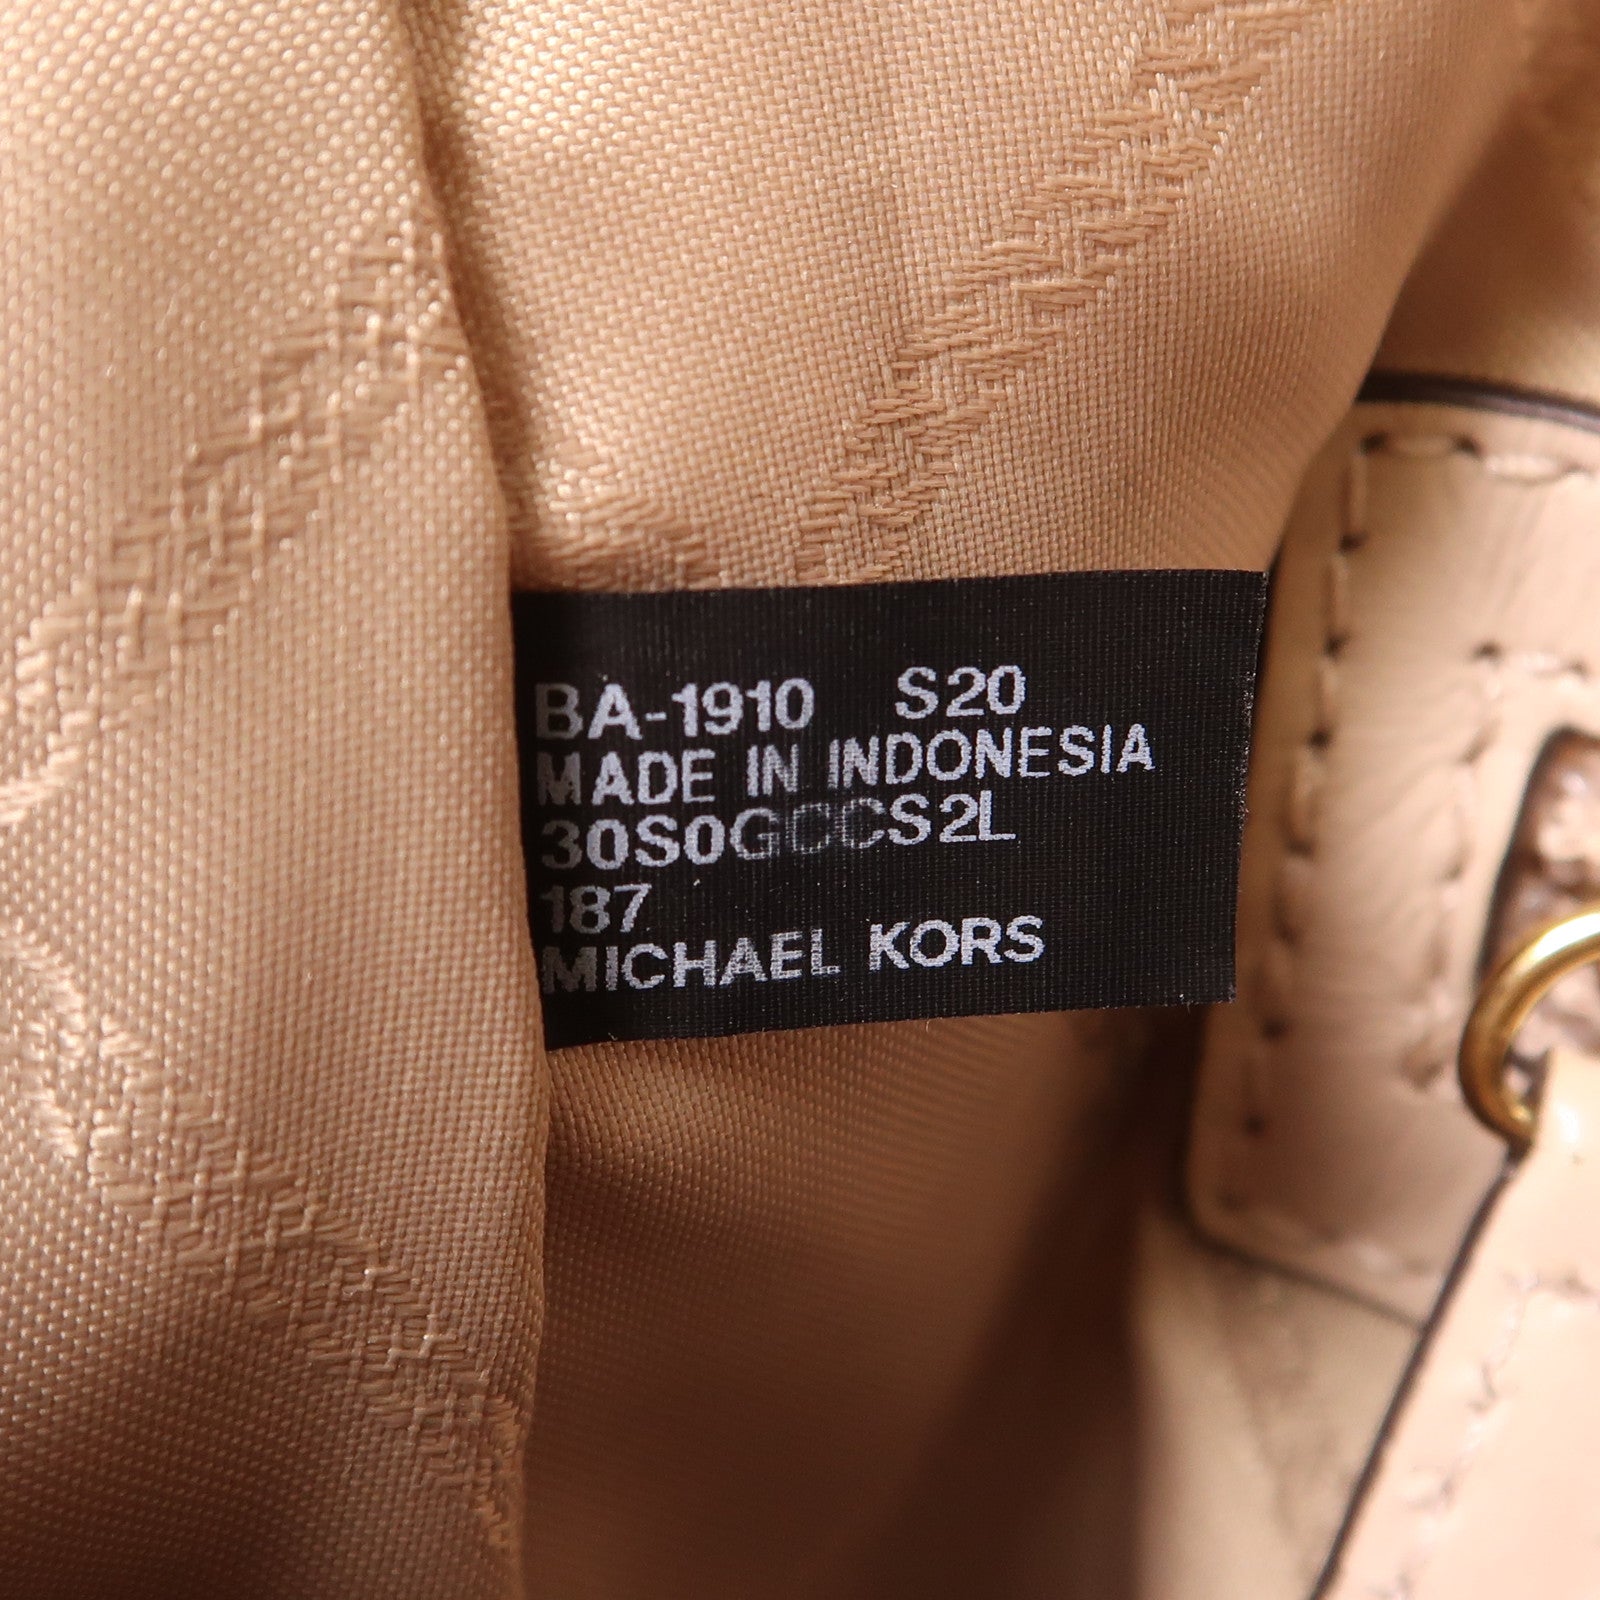 BA-1910 S20
MADE IN INDONESIA
30S0GCCS2L
187
MICHAEL KORS